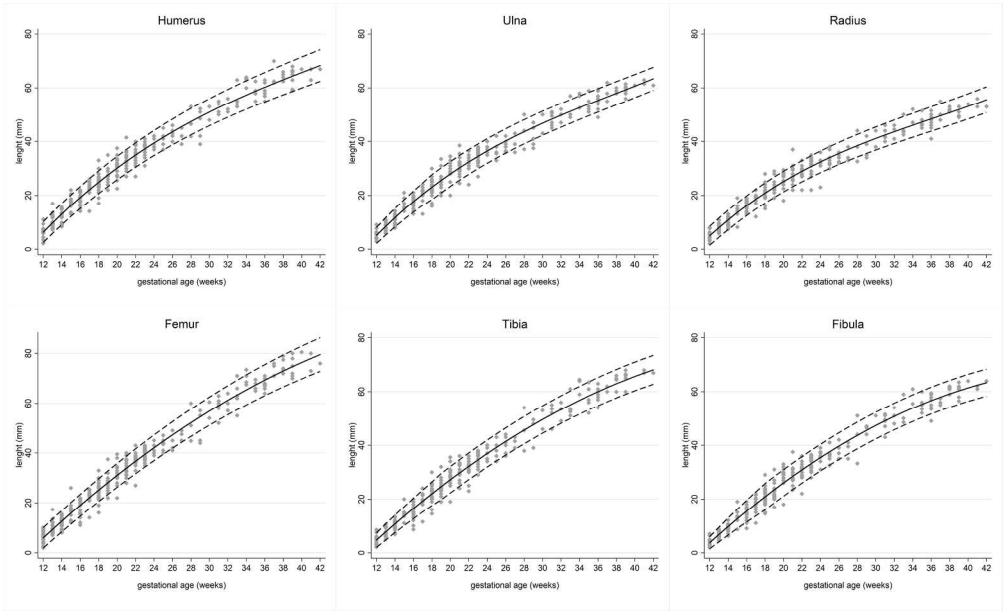 Humerus
Ulna
Radius
80
60
40
20
0
lenght (mm)
12 14 16 18 20 22 24 26 28 30 32 34 36 38 40 42
gestational age (weeks)
80
60
40
20
0
lenght (mm)
12 14 16 18 20 22 24 26 28 30 32 34 36 38 40 42
gestational age (weeks)
80
60
40
20
0
lenght (mm)
12 14 16 18 20 22 24 26 28 30 32 34 36 38 40 42
gestational age (weeks)
Femur
Tibia
Fibula
80
60
40
20
0
lenght (mm)
12 14 16 18 20 22 24 26 28 30 32 34 36 38 40 42
gestational age (weeks)
80
60
40
20
0
lenght (mm)
12 14 16 18 20 22 24 26 28 30 32 34 36 38 40 42
gestational age (weeks)
80
60
40
20
0
lenght (mm)
12 14 16 18 20 22 24 26 28 30 32 34 36 38 40 42
gestational age (weeks)